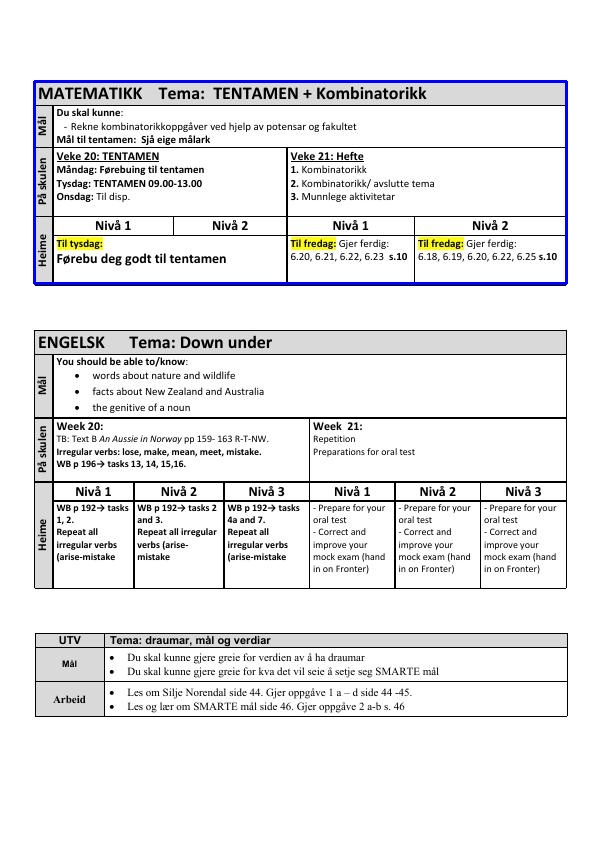 MATEMATIKK Tema: TENTAMEN + Kombinatorikk
Mål
Du skal kunne:
- Rekne kombinatorikkoppgåver ved hjelp av potensar og fakultet
Mål til tentamen: Sjå eige målark
På skulen
Veke 20: TENTAMEN
Måndag: Førebuing til tentamen
Tysdag: TENTAMEN 09.00-13.00
Onsdag: Til disp.
Veke 21: Hefte
1. Kombinatorikk
2. Kombinatorikk/ avslutte tema
3. Munnlege aktivitetar
Heime
Nivå 1
Nivå 2
Nivå 1
Nivå 2
Til tysdag:
Førebu deg godt til tentamen
Til fredag: Gjer ferdig:
6.20, 6.21, 6.22, 6.23 s.10
Til fredag: Gjer ferdig:
6.18, 6.19, 6.20, 6.22, 6.25 s.10
ENGELSK Tema: Down under
Mål
You should be able to/know:
• words about nature and wildlife
• facts about New Zealand and Australia
• the genitive of a noun
På skulen
Week 20:
TB: Text B An Aussie in Norway pp 159- 163 R-T-NW.
Irregular verbs: lose, make, mean, meet, mistake.
WB p 196→ tasks 13, 14, 15,16.
Week 21:
Repetition
Preparations for oral test
Heime
Nivå 1
Nivå 2
Nivå 3
Nivå 1
Nivå 2
Nivå 3
WB p 192→ tasks
1, 2.
Repeat all
irregular verbs
(arise-mistake
WB p 192→ tasks 2
and 3.
Repeat all irregular
verbs (arise-
mistake
WB p 192→ tasks
4a and 7.
Repeat all
irregular verbs
(arise-mistake
- Prepare for your
oral test
- Correct and
improve your
mock exam (hand
in on Fronter)
- Prepare for your
oral test
- Correct and
improve your
mock exam (hand
in on Fronter)
- Prepare for your
oral test
- Correct and
improve your
mock exam (hand
in on Fronter)
UTV
Tema: draumar, mål og verdiar
Mål
• Du skal kunne gjere greie for verdien av å ha draumar
• Du skal kunne gjere greie for kva det vil seie å setje seg SMARTE mål
Arbeid
• Les om Silje Norendal side 44. Gjer oppgåve 1 a – d side 44 -45.
• Les og lær om SMARTE mål side 46. Gjer oppgåve 2 a-b s. 46